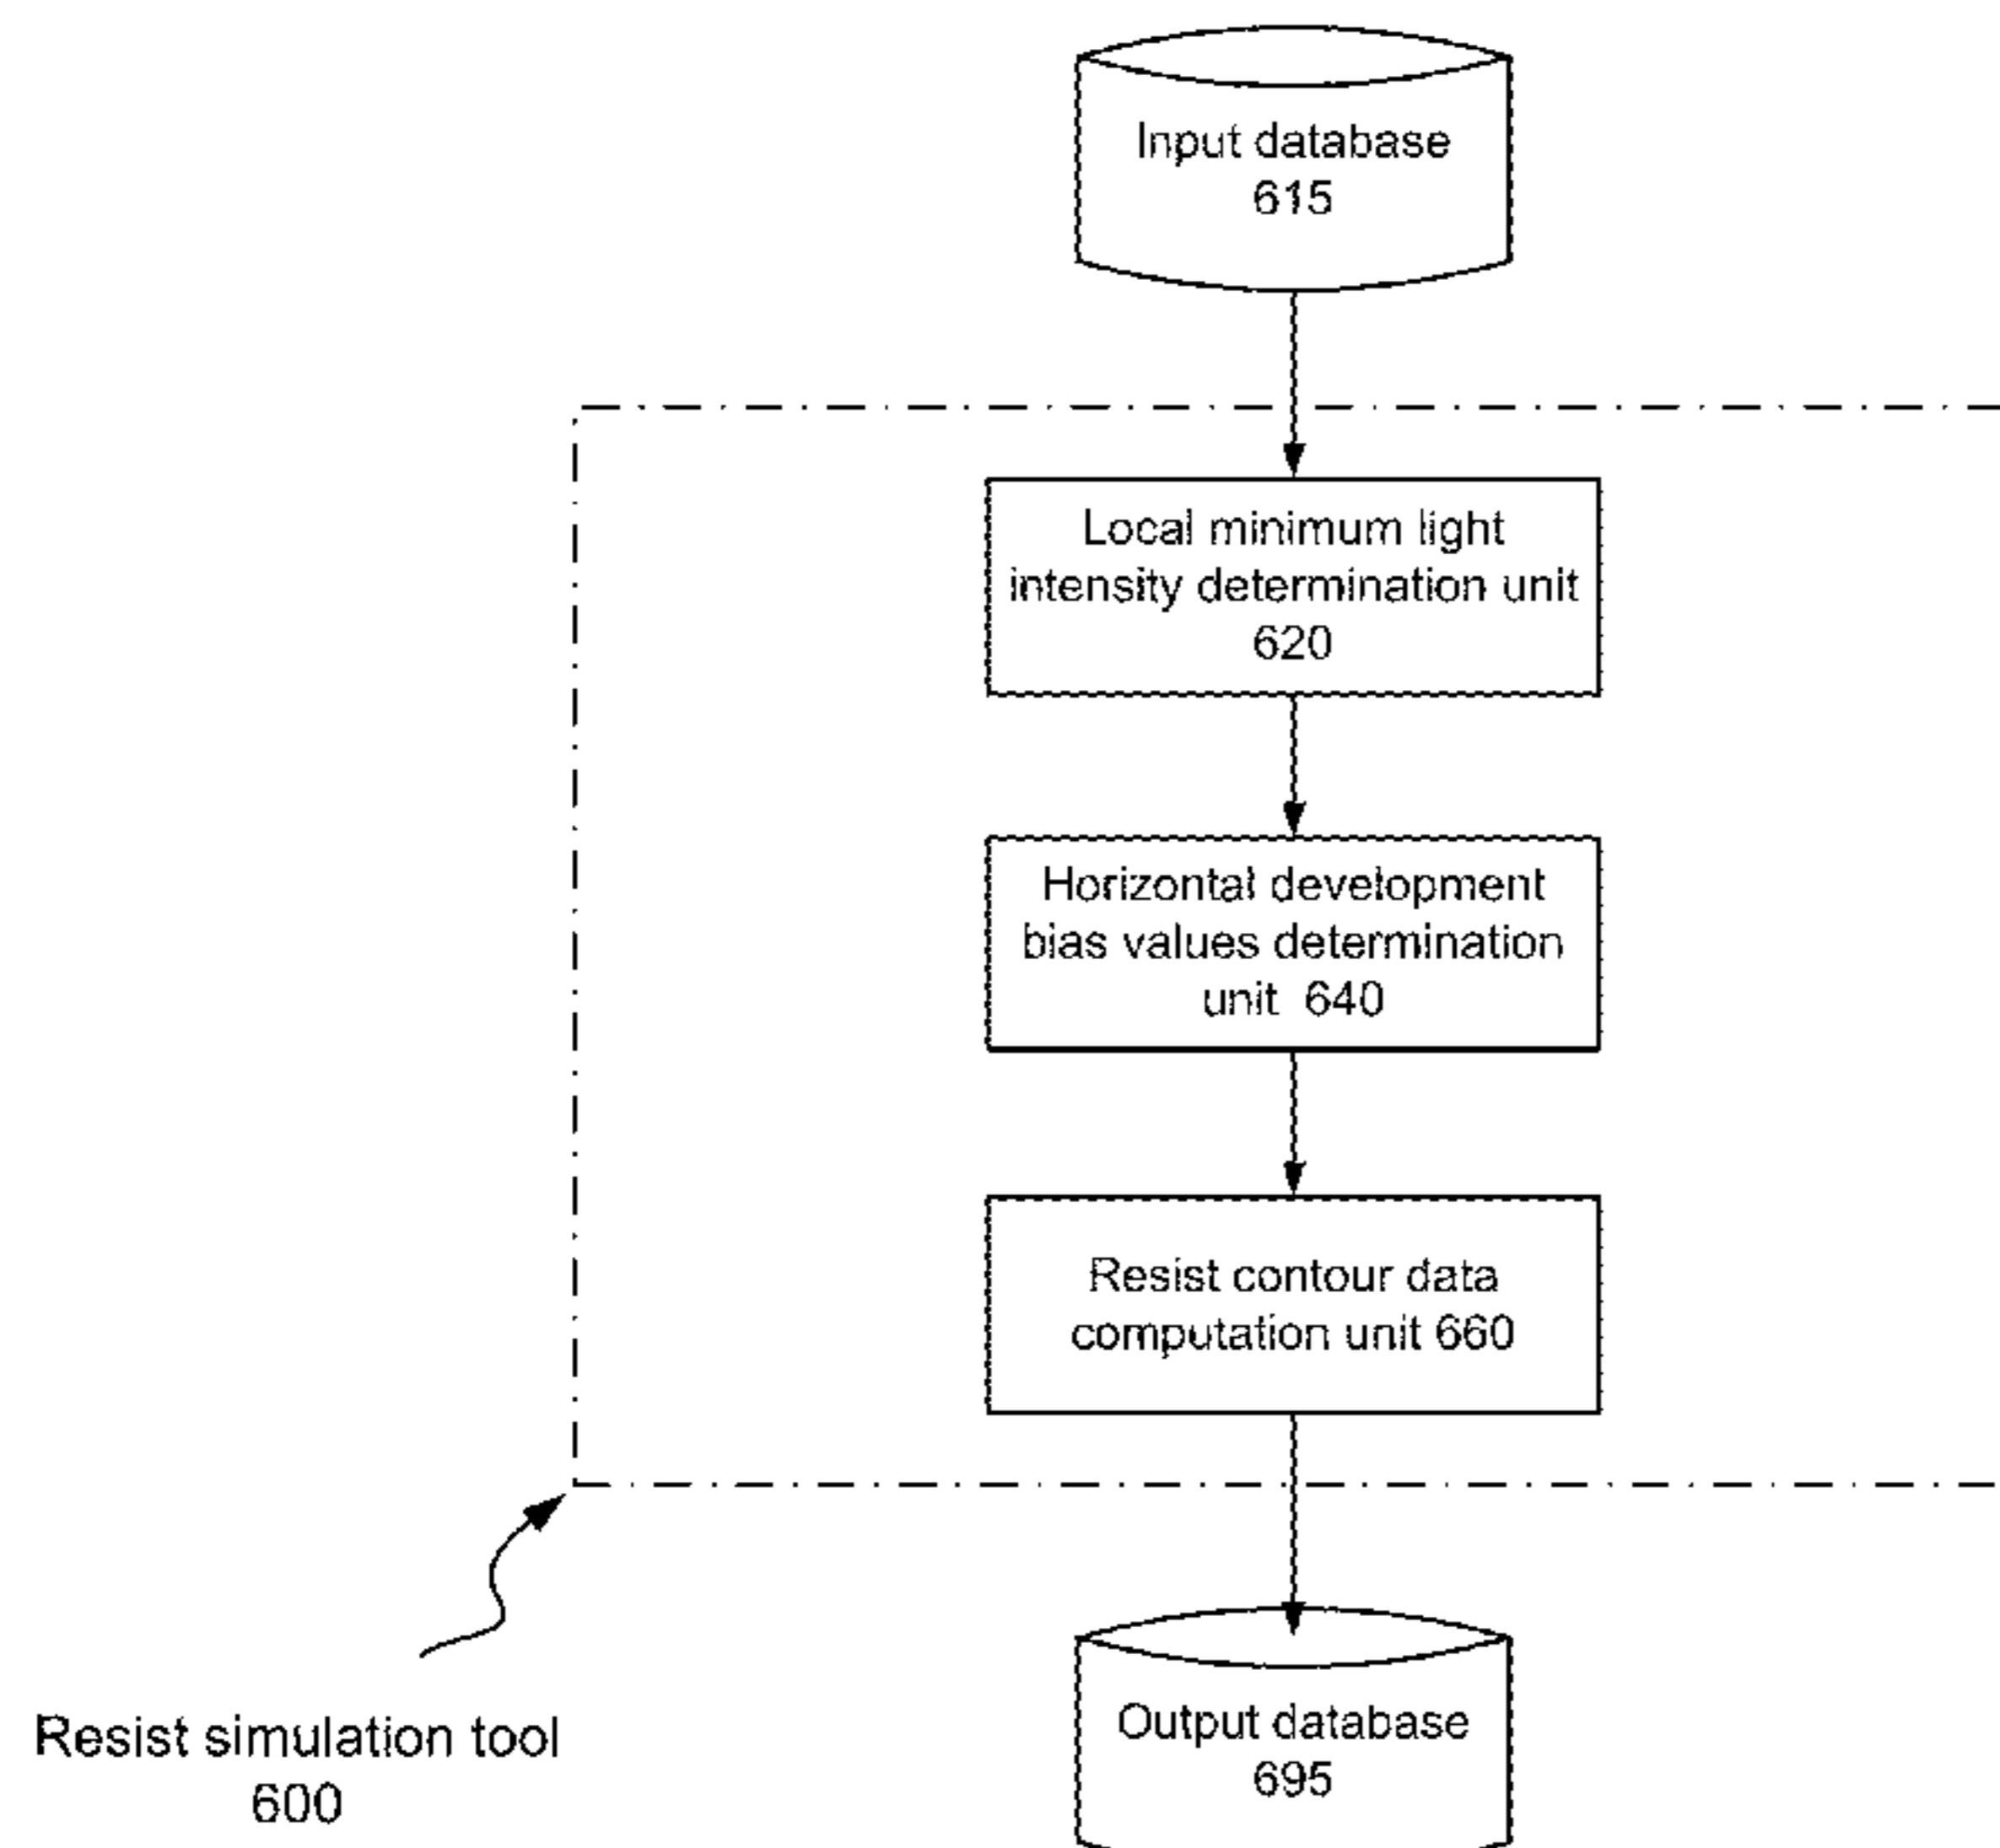 Input database
615
Local minimum light
intensity determination unit
620
Horizontal development
bias values determination
unit 640
Resist contour data
computation unit 660
Output database
695
Resist simulation tool
600